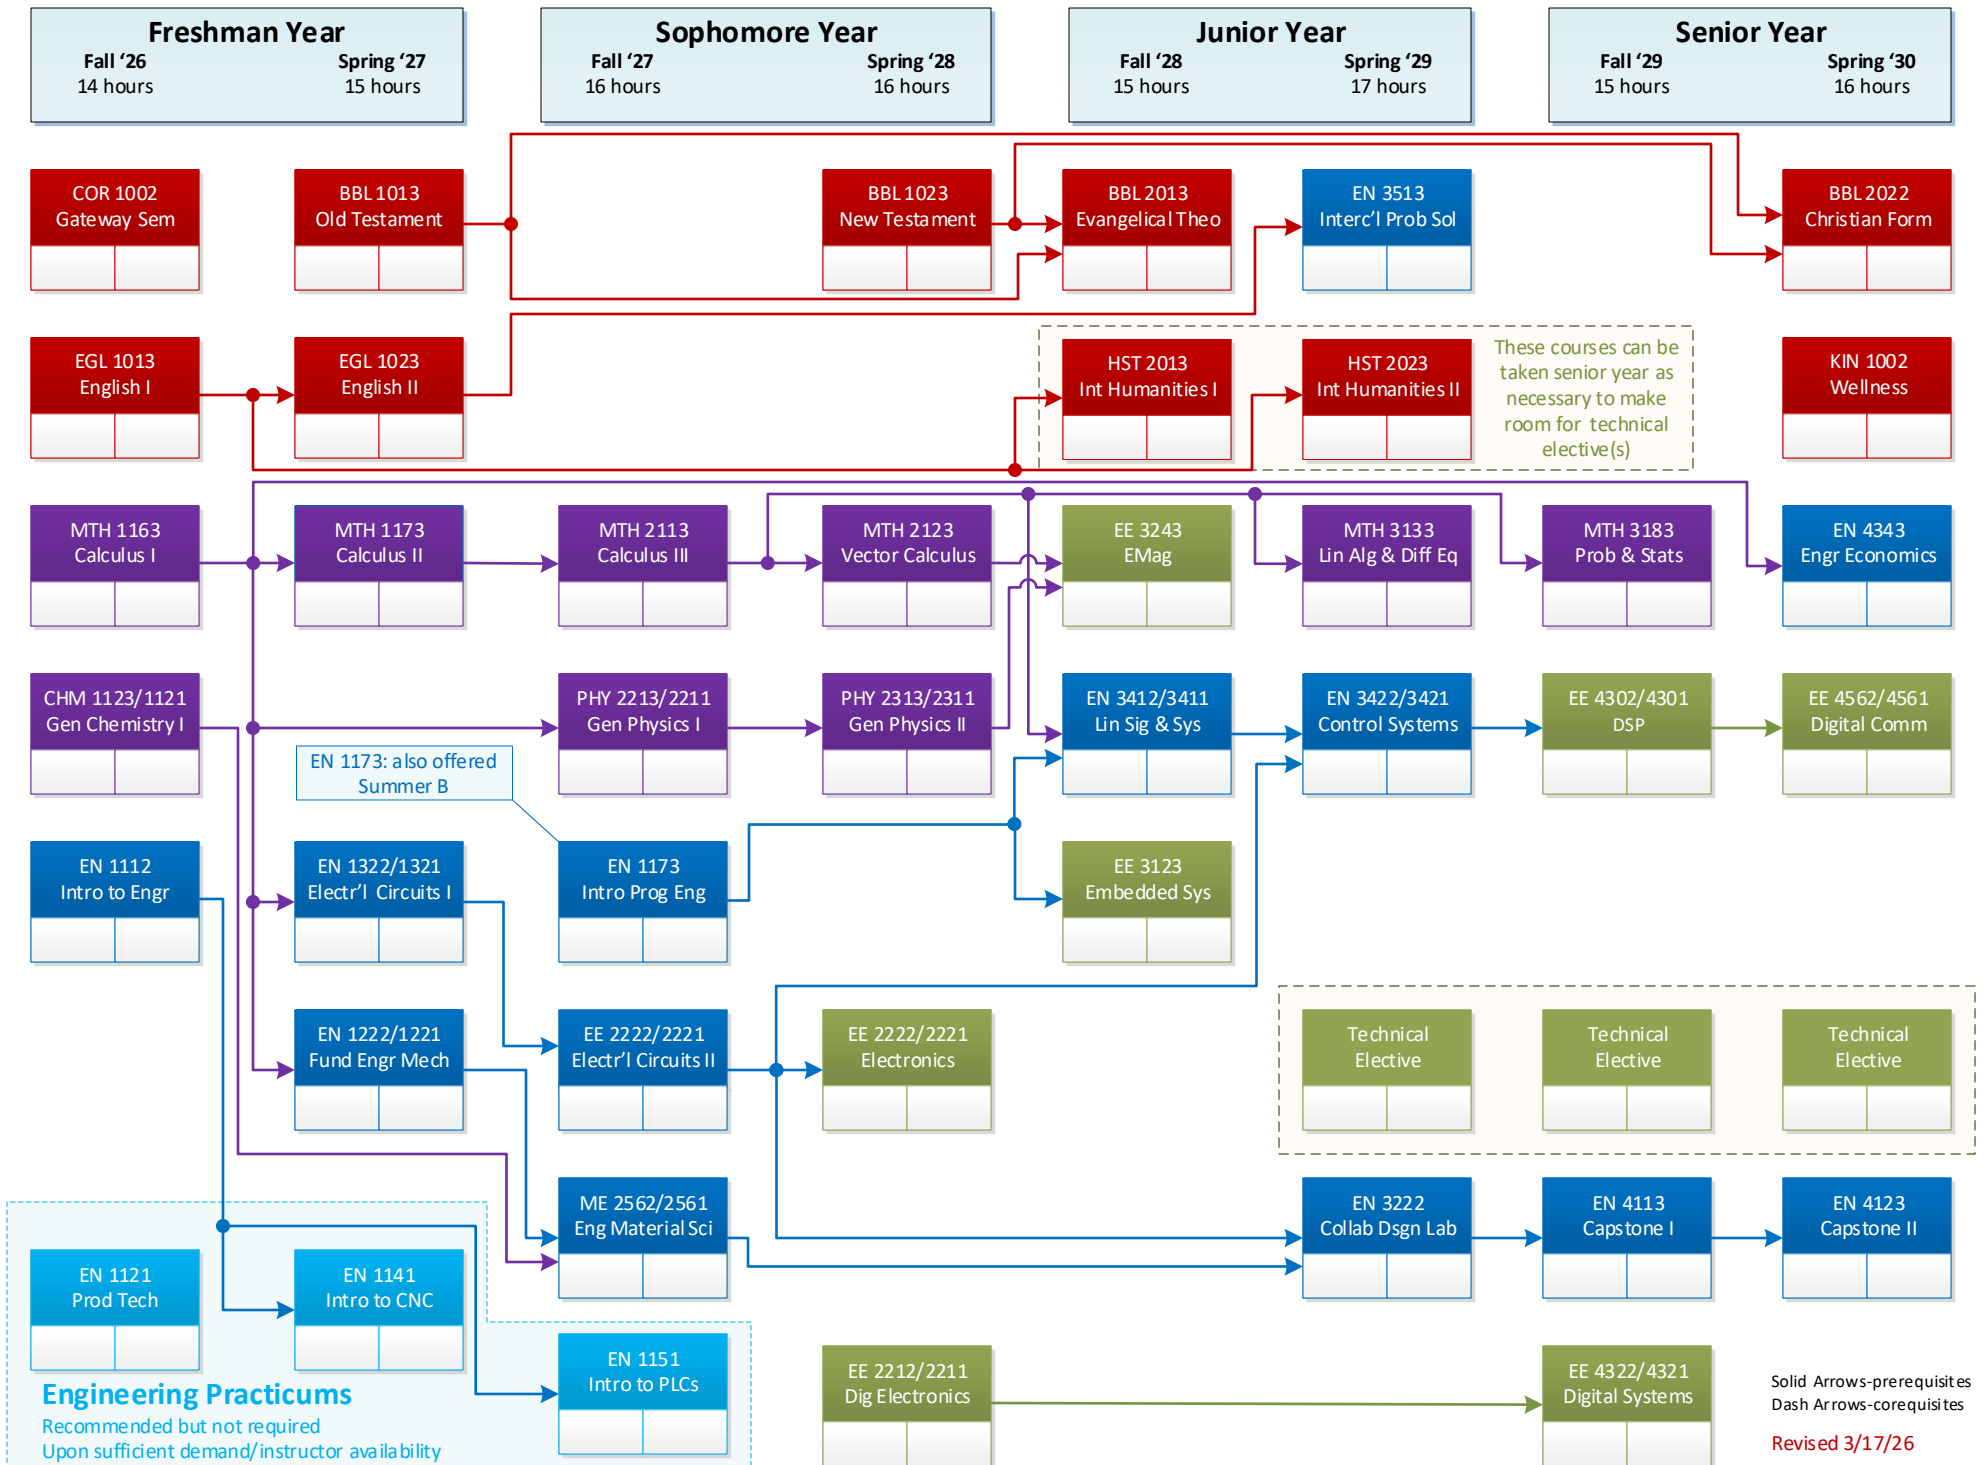 Freshman Year
Fall ‘26
Spring ‘27
14 hours
15 hours
Sophomore Year
Fall ‘27
Spring ‘28
16 hours
16 hours
Junior Year
Fall ‘28
Spring ‘29
15 hours
17 hours
Senior Year
Fall ‘29
Spring ‘30
15 hours
16 hours
COR 1002
Gateway Sem
BBL 1013
Old Testament
BBL 1023
New Testament
BBL 2013
Evangelical Theo
EN 3513
Interc’l Prob Sol
BBL 2022
Christian Form
EGL 1013
English I
EGL 1023
English II
HST 2013
Int Humanities I
HST 2023
Int Humanities II
These courses can be
taken senior year as
necessary to make
room for technical
elective(s)
KIN 1002
Wellness
MTH 1163
Calculus I
MTH 1173
Calculus II
MTH 2113
Calculus III
MTH 2123
Vector Calculus
EE 3243
EMag
MTH 3133
Lin Alg & Diff Eq
MTH 3183
Prob & Stats
EN 4343
Engr Economics
CHM 1123/1121
Gen Chemistry I
PHY 2213/2211
Gen Physics I
PHY 2313/2311
Gen Physics II
EN 3412/3411
Lin Sig & Sys
EN 3422/3421
Control Systems
EE 4302/4301
DSP
EE 4562/4561
Digital Comm
EN 1173: also offered
Summer B
EN 1112
Intro to Engr
EN 1322/1321
Electr’l Circuits I
EN 1173
Intro Prog Eng
EE 3123
Embedded Sys
EN 1222/1221
Fund Engr Mech
EE 2222/2221
Electr’l Circuits II
EE 2222/2221
Electronics
Technical
Elective
Technical
Elective
Technical
Elective
ME 2562/2561
Eng Material Sci
EN 3222
Collab Dsgn Lab
EN 4113
Capstone I
EN 4123
Capstone II
EN 1121
Prod Tech
EN 1141
Intro to CNC
EN 1151
Intro to PLCs
EE 2212/2211
Dig Electronics
EE 4322/4321
Digital Systems
Engineering Practicums
Recommended but not required
Upon sufficient demand/instructor availability
Solid Arrows-prerequisites
Dash Arrows-corequisites
Revised 3/17/26